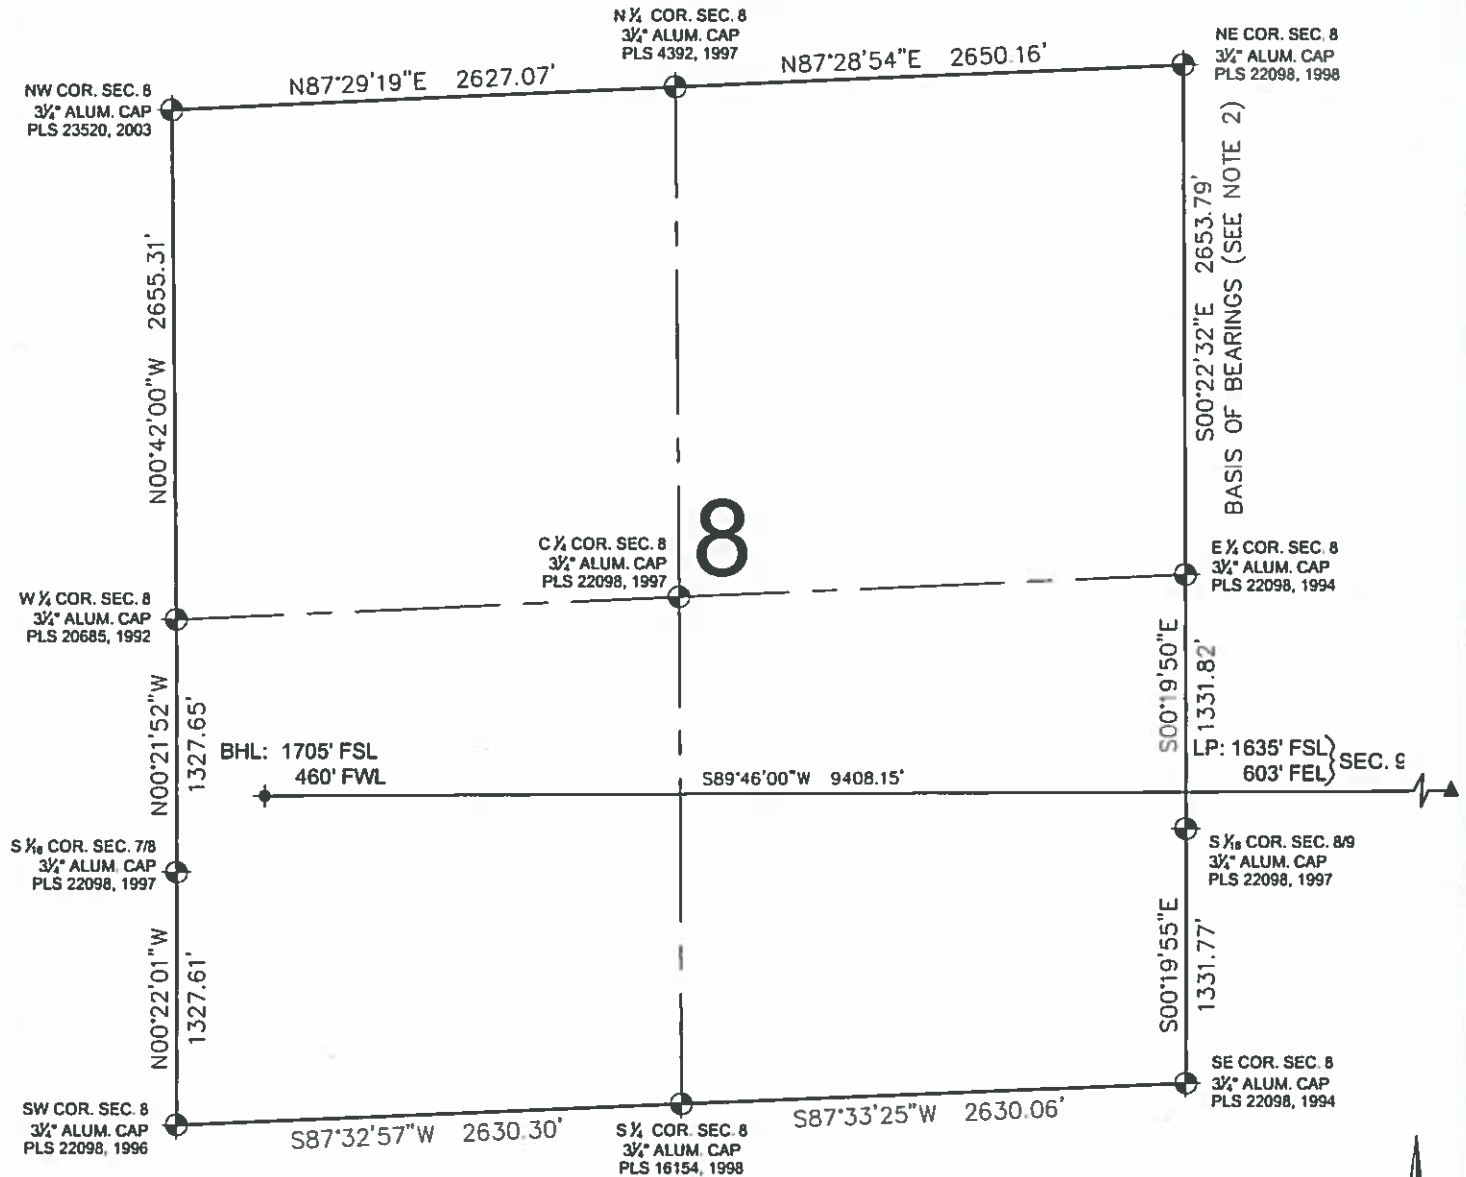 N ¼ COR. SEC. 8
3¼" ALUM. CAP
PLS 4392, 1997
NE COR. SEC. 8
3¼" ALUM. CAP
PLS 22098, 1998
N87°28'54"E 2650.16'
N87°29'19"E 2627.07'
NW COR. SEC. 8
3¼" ALUM. CAP
PLS 23520, 2003
N00°42'00"W 2655.31'
S00°22'32"E 2653.79'
BASIS OF BEARINGS (SEE NOTE 2)
8
C ¼ COR. SEC. 8
3¼" ALUM. CAP
PLS 22098, 1997
E ¼ COR. SEC. 8
3¼" ALUM. CAP
PLS 22098, 1994
W ¼ COR. SEC. 8
3¼" ALUM. CAP
PLS 20685, 1992
N00°21'52"W
1327.65'
S00°19'50"E
1331.82'
BHL: 1705' FSL
460' FWL
S89°46'00"W 9408.15'
LP: 1635' FSL
603' FEL
SEC. 9
S 1/16 COR. SEC. 7/8
3¼" ALUM. CAP
PLS 22098, 1997
S 1/16 COR. SEC. 8/9
3¼" ALUM. CAP
PLS 22098, 1997
N00°22'01"W
1327.61'
S00°19'55"E
1331.77'
SW COR. SEC. 8
3¼" ALUM. CAP
PLS 22098, 1996
S87°32'57"W 2630.30'
S ¼ COR. SEC. 8
3¼" ALUM. CAP
PLS 16154, 1998
S87°33'25"W 2630.06'
SE COR. SEC. 8
3¼" ALUM. CAP
PLS 22098, 1994